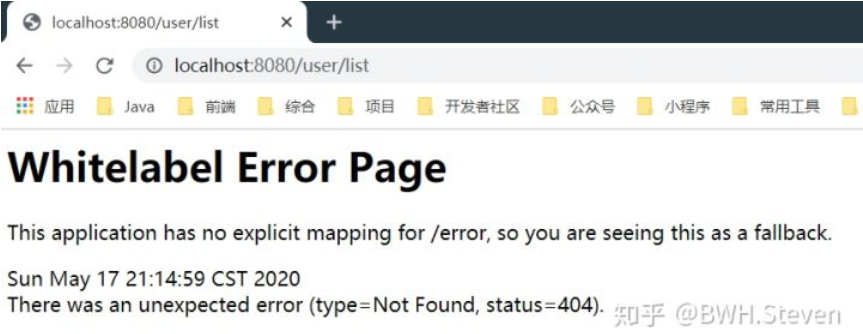 localhost:8080/user/list
localhost:8080/user/list
应用 Java 前端 综合 项目 开发者社区 公众号 小程序 常用工具
Whitelabel Error Page
This application has no explicit mapping for /error, so you are seeing this as a fallback.
Sun May 17 21:14:59 CST 2020
There was an unexpected error (type=Not Found, status=404).
知乎 @BWH.Steven